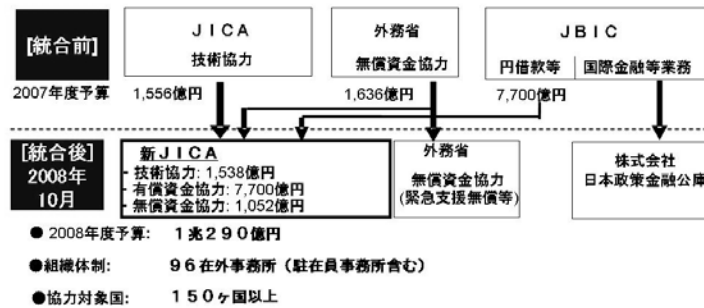 [統合前]
JICA
技術協力
外務省
無償資金協力
JBIC
円借款等
国際金融等業務
2007年度予算
1,556億円
1,636億円
7,700億円
[統合後]
2008年
10月
新JICA
- 技術協力: 1,538億円
- 有償資金協力: 7,700億円
- 無償資金協力: 1,052億円
外務省
無償資金協力
(緊急支援無償等)
株式会社
日本政策金融公庫
● 2008年度予算: 1兆290億円
●組織体制: 96在外事務所（駐在員事務所含む）
●協力対象国: 150ヶ国以上